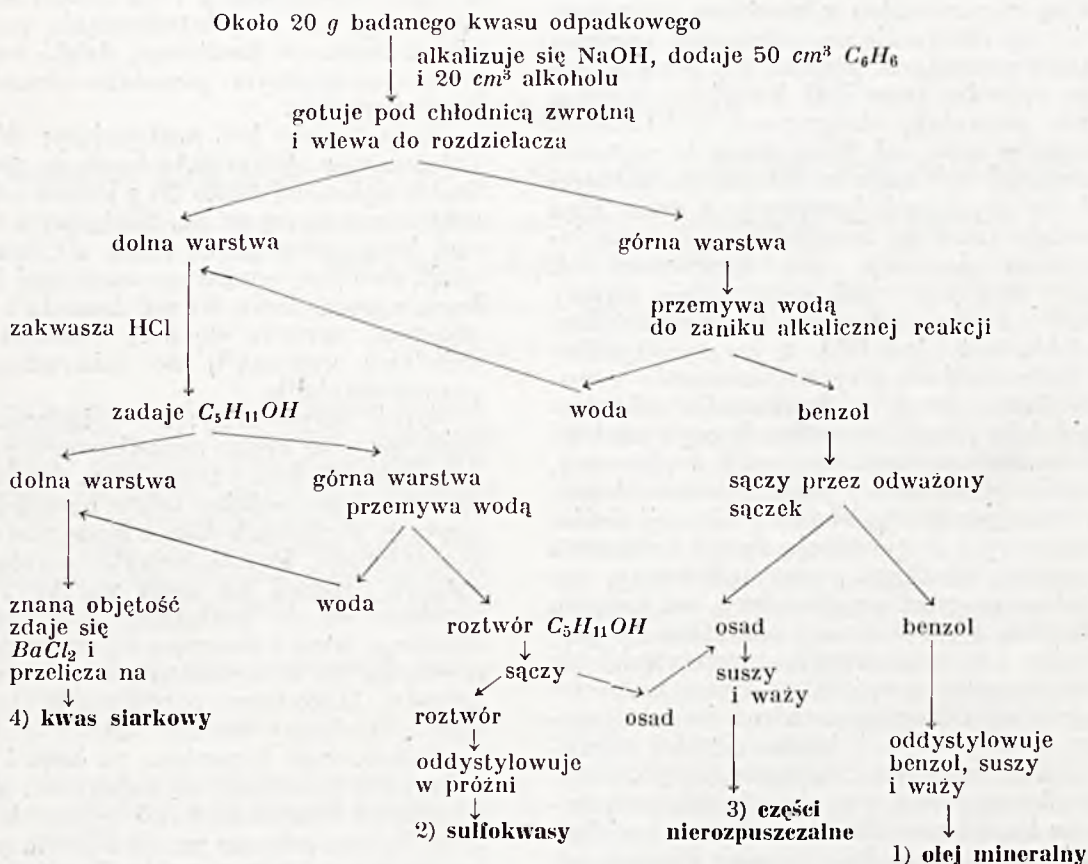 Około 20 g badanego kwasu odpadkowego
alkalizuje się NaOH, dodaje 50 cm³ C₆H₆
i 20 cm³ alkoholu
gotuje pod chłodnicą zwrotną
i wlewa do rozdzielacza
dolna warstwa
górna warstwa
przemywa wodą
do zaniku alkalicznej reakcji
zakwasza HCl
zadaje C₅H₁₁OH
woda
benzol
dolna warstwa
górna warstwa
przemywa wodą
sączy przez odważony
sączek
znaną objętość
zdaje się
BaCl₂ i
przelicza na
4) kwas siarkowy
woda
roztwór C₅H₁₁OH
sączy
osad
benzol
suszy
i waży
roztwór
osad
oddystylowuje
w próżni
2) sulfokwasy
3) części
nierozpuszczalne
oddystylowuje
benzol, suszy
i waży
1) olej mineralny